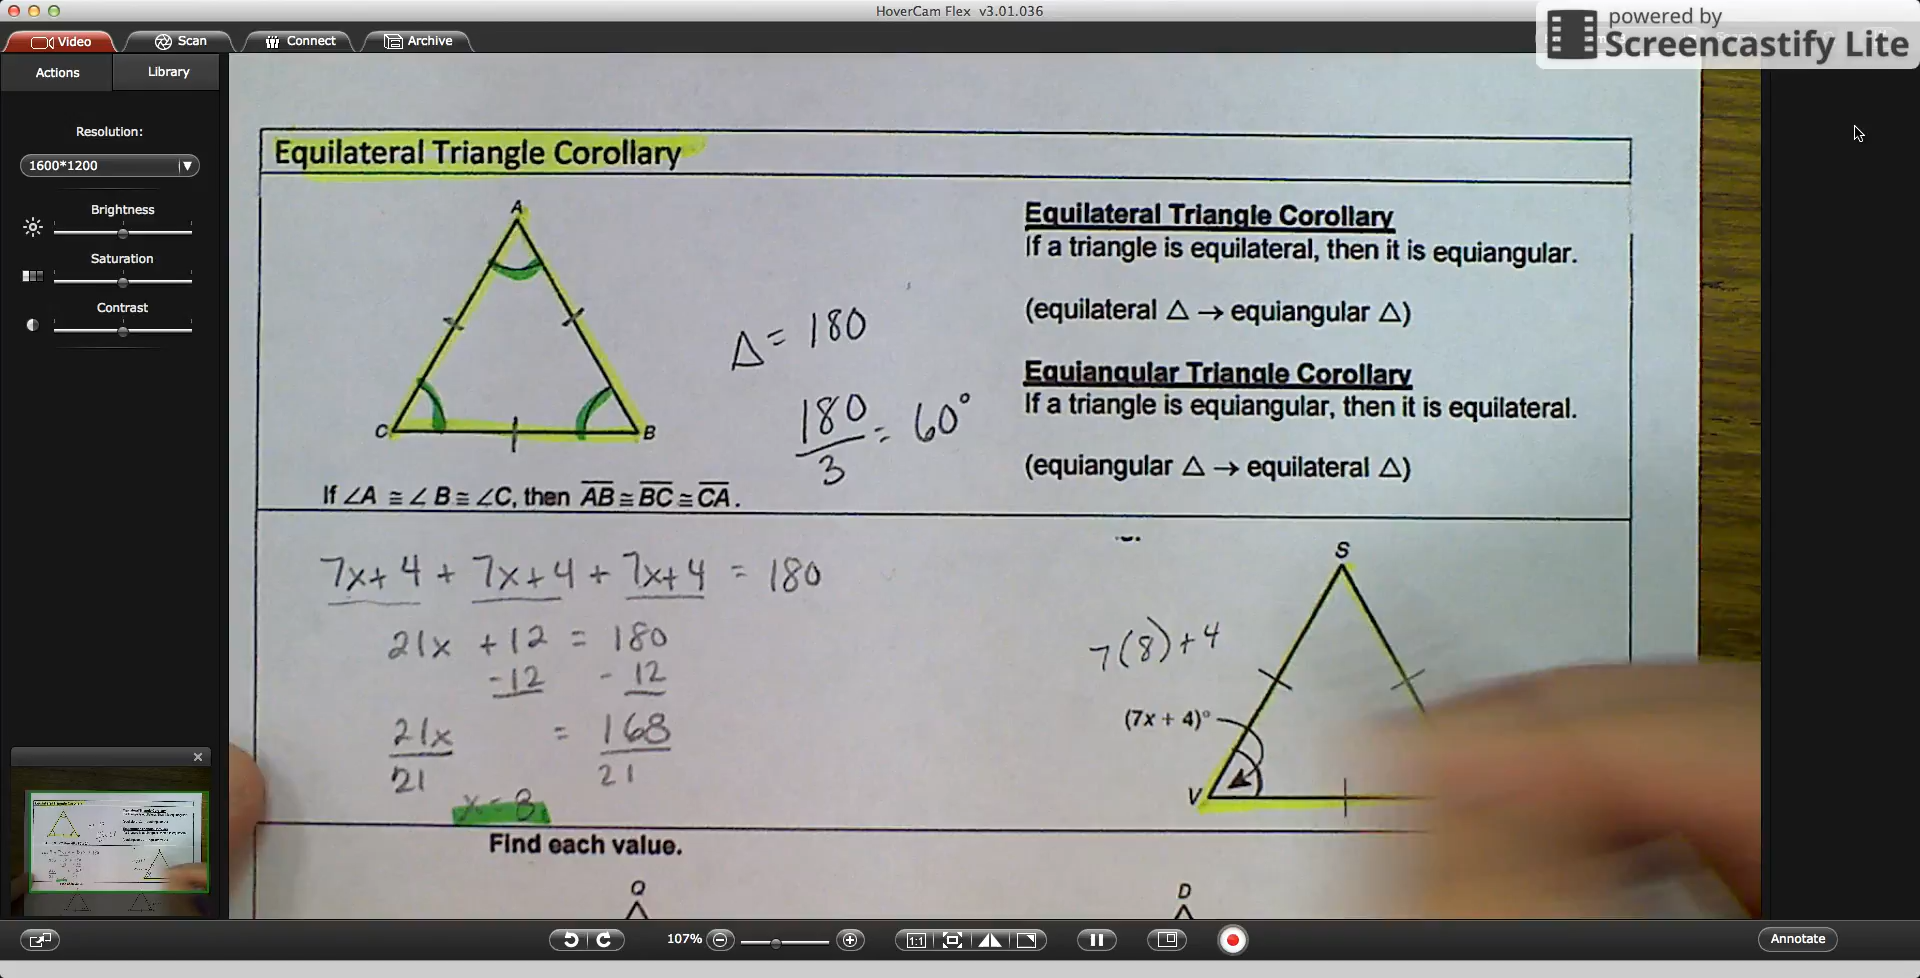 HoverCam Flex v3.01.036
powered by
Screencastify Lite
Video
Scan
Connect
Archive
Actions
Library
Resolution:
1600*1200
Brightness
Saturation
Contrast
Equilateral Triangle Corollary
A
C
B
If ∠A ≅ ∠ B ≅ ∠C, then AB ≅ BC ≅ CA.
Δ = 180
180
3
= 60°
Equilateral Triangle Corollary
If a triangle is equilateral, then it is equiangular.
(equilateral △ → equiangular △)
Equiangular Triangle Corollary
If a triangle is equiangular, then it is equilateral.
(equiangular △ → equilateral △)
7x+4 + 7x+4 + 7x+4 = 180
21x + 12 = 180
-12 - 12
21x = 168
21 21
x = 8
S
7(8)+4
(7x + 4)°
V
Find each value.
Q
D
107%
1:1
Annotate